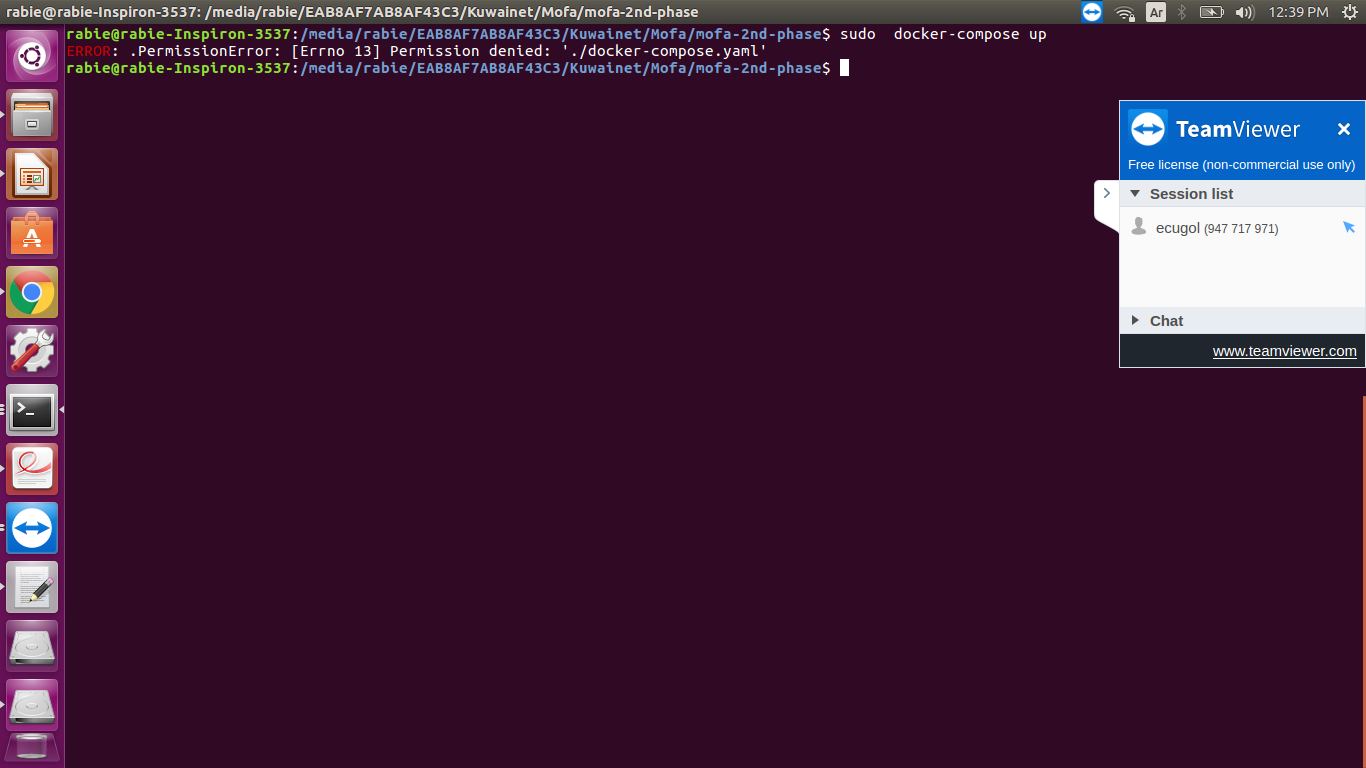 rabie@rabie-Inspiron-3537: /media/rabie/EAB8AF7AB8AF43C3/Kuwainet/Mofa/mofa-2nd-phase
Ar
12:39 PM
rabie@rabie-Inspiron-3537:/media/rabie/EAB8AF7AB8AF43C3/Kuwainet/Mofa/mofa-2nd-phase$ sudo  docker-compose up
ERROR: .PermissionError: [Errno 13] Permission denied: './docker-compose.yaml'
rabie@rabie-Inspiron-3537:/media/rabie/EAB8AF7AB8AF43C3/Kuwainet/Mofa/mofa-2nd-phase$
TeamViewer
Free license (non-commercial use only)
Session list
ecugol (947 717 971)
Chat
www.teamviewer.com